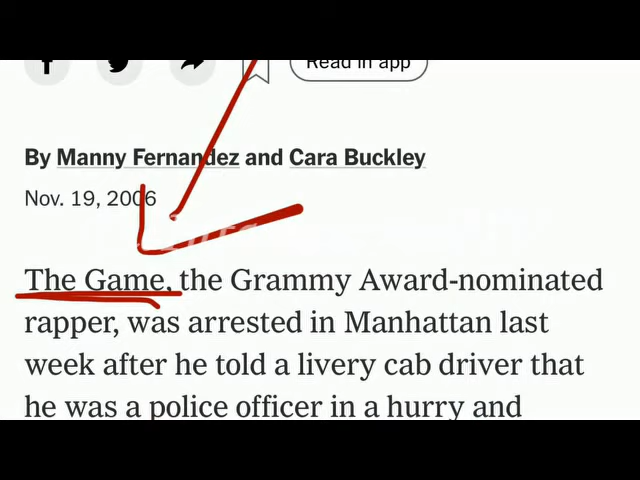 Read in app
By Manny Fernandez and Cara Buckley
Nov. 19, 2006
The Game, the Grammy Award-nominated
rapper, was arrested in Manhattan last
week after he told a livery cab driver that
he was a police officer in a hurry and